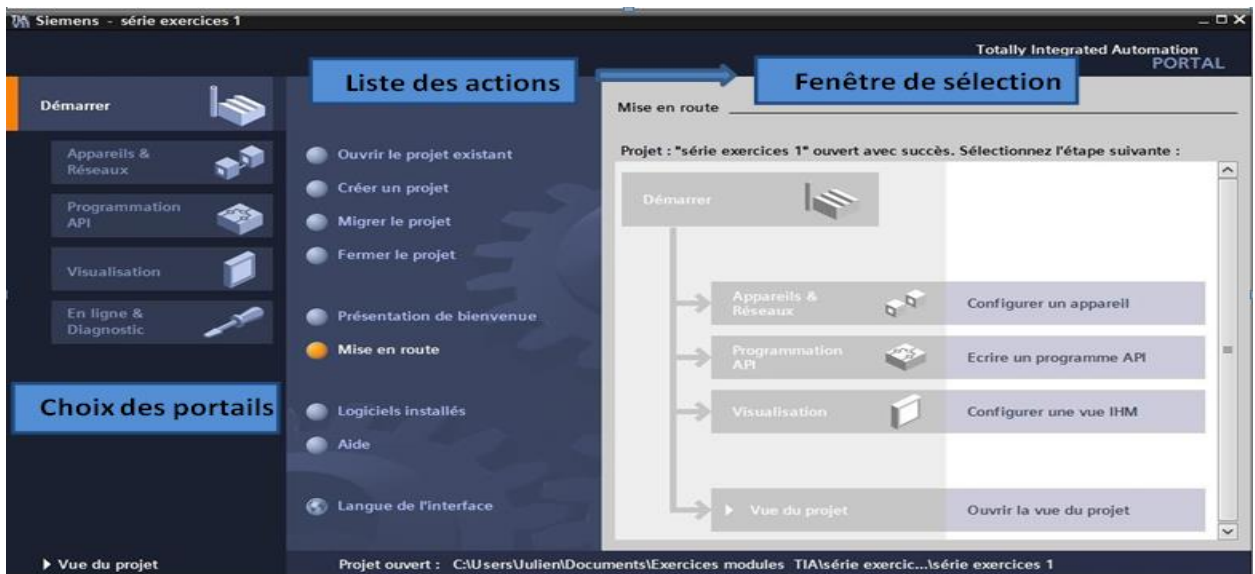 Siemens - série exercices 1
Totally Integrated Automation
PORTAL
Liste des actions
Fenêtre de sélection
Démarrer
Appareils &
Réseaux
Programmation
API
Visualisation
En ligne &
Diagnostic
Choix des portails
Vue du projet
Ouvrir le projet existant
Créer un projet
Migrer le projet
Fermer le projet
Présentation de bienvenue
Mise en route
Logiciels installés
Aide
Langue de l'interface
Mise en route
Projet : "série exercices 1" ouvert avec succès. Sélectionnez l'étape suivante :
Démarrer
Appareils &
Réseaux
Configurer un appareil
Programmation
API
Ecrire un programme API
Visualisation
Configurer une vue IHM
Vue du projet
Ouvrir la vue du projet
Projet ouvert : C:\Users\Julien\Documents\Exercices modules TIA\série exercic...\série exercices 1